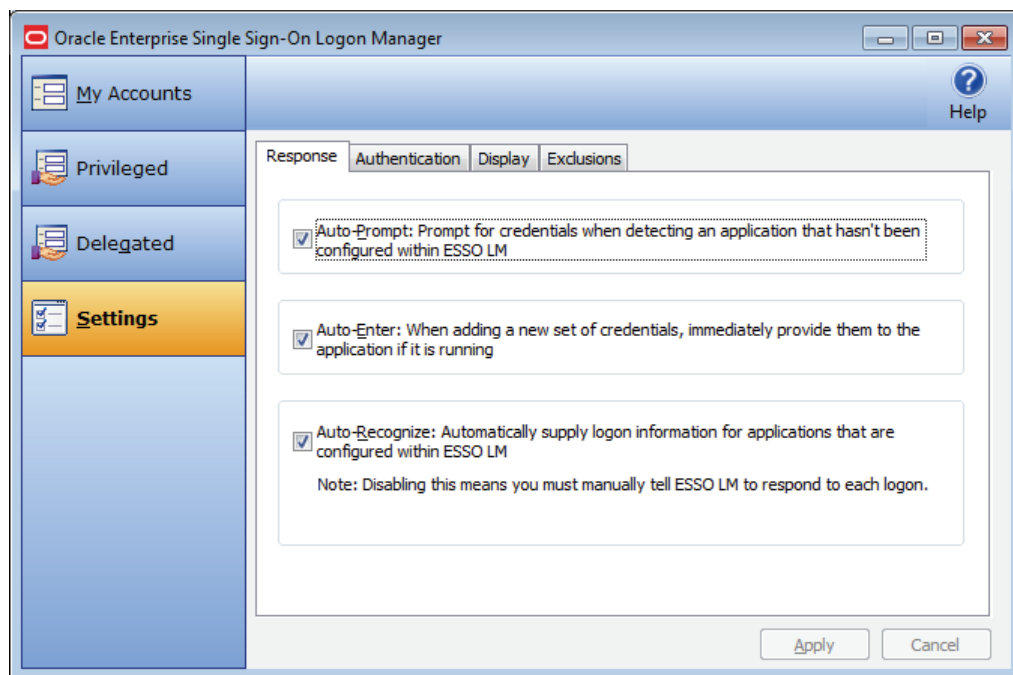 Oracle Enterprise Single Sign-On Logon Manager
My Accounts
Privileged
Delegated
Settings
Help
Response Authentication Display Exclusions
Auto-Prompt: Prompt for credentials when detecting an application that hasn't been
configured within ESSO LM
Auto-Enter: When adding a new set of credentials, immediately provide them to the
application if it is running
Auto-Recognize: Automatically supply logon information for applications that are
configured within ESSO LM
Note: Disabling this means you must manually tell ESSO LM to respond to each logon.
Apply Cancel